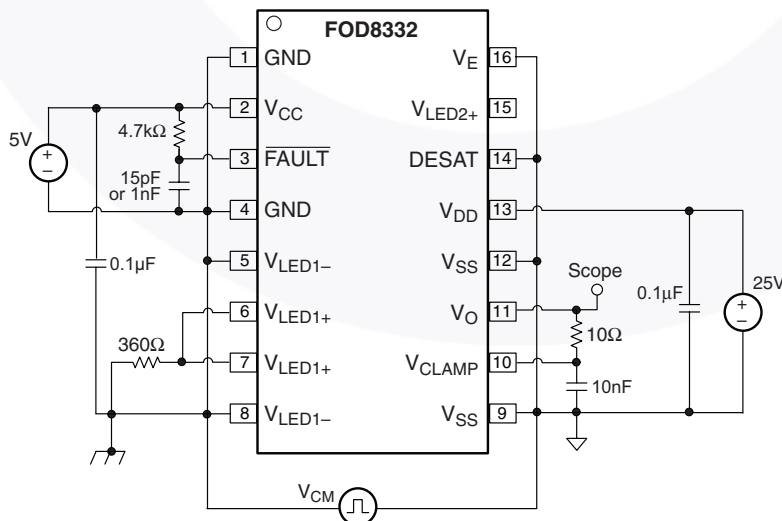 FOD8332
1 GND
2 VCC
3 FAULT
4 GND
5 VLED1–
6 VLED1+
7 VLED1+
8 VLED1–
VE 16
VLED2+ 15
DESAT 14
VDD 13
VSS 12
VO 11
VCLAMP 10
VSS 9
5V
+
–
4.7kΩ
15pF
or 1nF
0.1μF
360Ω
Scope
10Ω
10nF
0.1μF
25V
+
–
VCM